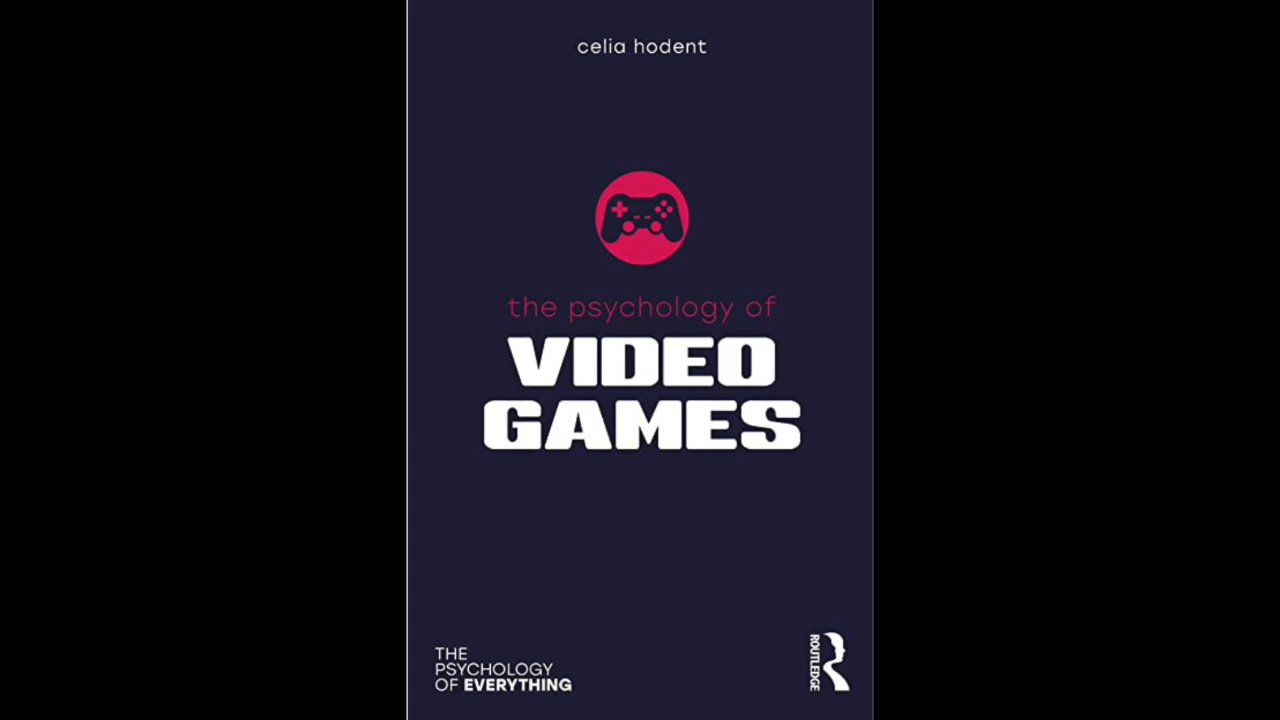 celia hodent
the psychology of
VIDEO
GAMES
THE
PSYCHOLOGY
OF EVERYTHING
ROUTLEDGE